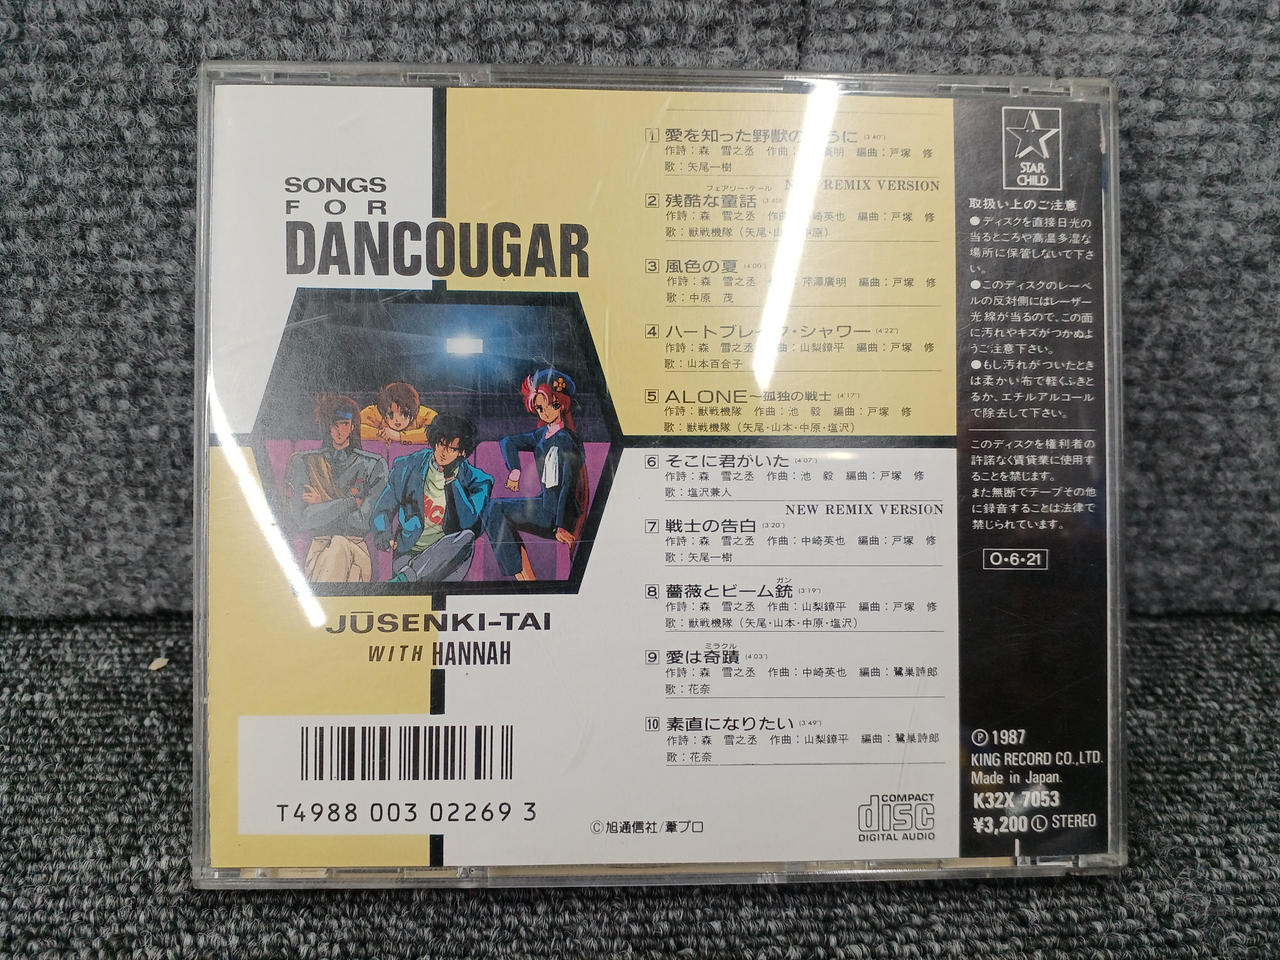 SONGS
FOR
DANCOUGAR
JŪSENKI-TAI
WITH HANNAH
T4988 003 02269 3
Ⓒ旭通信社/葦プロ
1 愛を知った野獣の うに (3'40")
作詩：森 雪之丞 作曲： 廣明 編曲：戸塚 修
歌：矢尾一樹
REMIX VERSION
フェアリー・テール
2 残酷な童話
作詩：森 雪之丞 作曲：中崎英也 編曲：戸塚 修
歌：獣戦機隊（矢尾・山本・中原）
3 風色の夏 (4'00")
作詩：森 雪之丞 芹澤廣明 編曲：戸塚 修
歌：中原 茂
4 ハートブレイク・シャワー (4'22")
作詩：森 雪之丞 作曲：山梨鐐平 編曲：戸塚 修
歌：山本百合子
5 ALONE〜孤独の戦士 (4'17")
作詩：獣戦機隊 作曲：池 毅 編曲：戸塚 修
歌：獣戦機隊（矢尾・山本・中原・塩沢）
6 そこに君がいた (4'07")
作詩：森 雪之丞 作曲：池 毅 編曲：戸塚 修
歌：塩沢兼人
NEW REMIX VERSION
7 戦士の告白 (3'20")
作詩：森 雪之丞 作曲：中崎英也 編曲：戸塚 修
歌：矢尾一樹
ガン
8 薔薇とビーム銃 (3'19")
作詩：森 雪之丞 作曲：山梨鐐平 編曲：戸塚 修
歌：獣戦機隊（矢尾・山本・中原・塩沢）
ミラクル
9 愛は奇蹟 (4'03")
作詩：森 雪之丞 作曲：中崎英也 編曲：鷺巣詩郎
歌：花奈
10 素直になりたい (3'49")
作詩：森 雪之丞 作曲：山梨鐐平 編曲：鷺巣詩郎
歌：花奈
COMPACT
disc
DIGITAL AUDIO
STAR
CHILD
取扱い上のご注意
●ディスクを直接日光の
当るところや高温多湿な
場所に保管しないで下さ
い。
●このディスクのレーベ
ルの反対側にはレーザー
光線が当るので、この面
に汚れやキズがつかぬよ
うご注意下さい。
●もし汚れがついたとき
は柔かい布で軽くふきと
るか、エチルアルコール
で除去して下さい。
このディスクを権利者の
許諾なく賃貸業に使用す
ることを禁じます。
また無断でテープその他
に録音することは法律で
禁じられています。
O・6・21
Ⓟ1987
KING RECORD CO.,LTD.
Made in Japan.
K32X 7053
¥3,200 Ⓛ STEREO